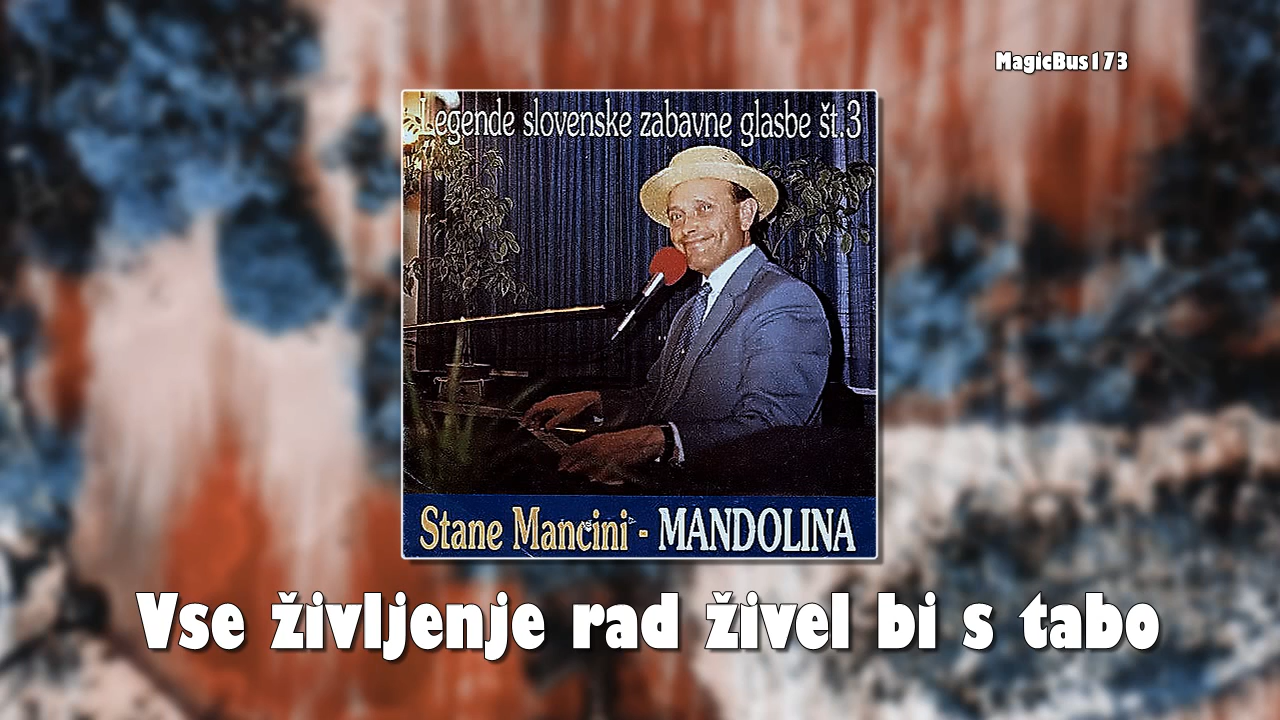 MagicBus173
Legende slovenske zabavne glasbe št.3
Stane Mancini - MANDOLINA
Vse življenje rad živel bi s tabo